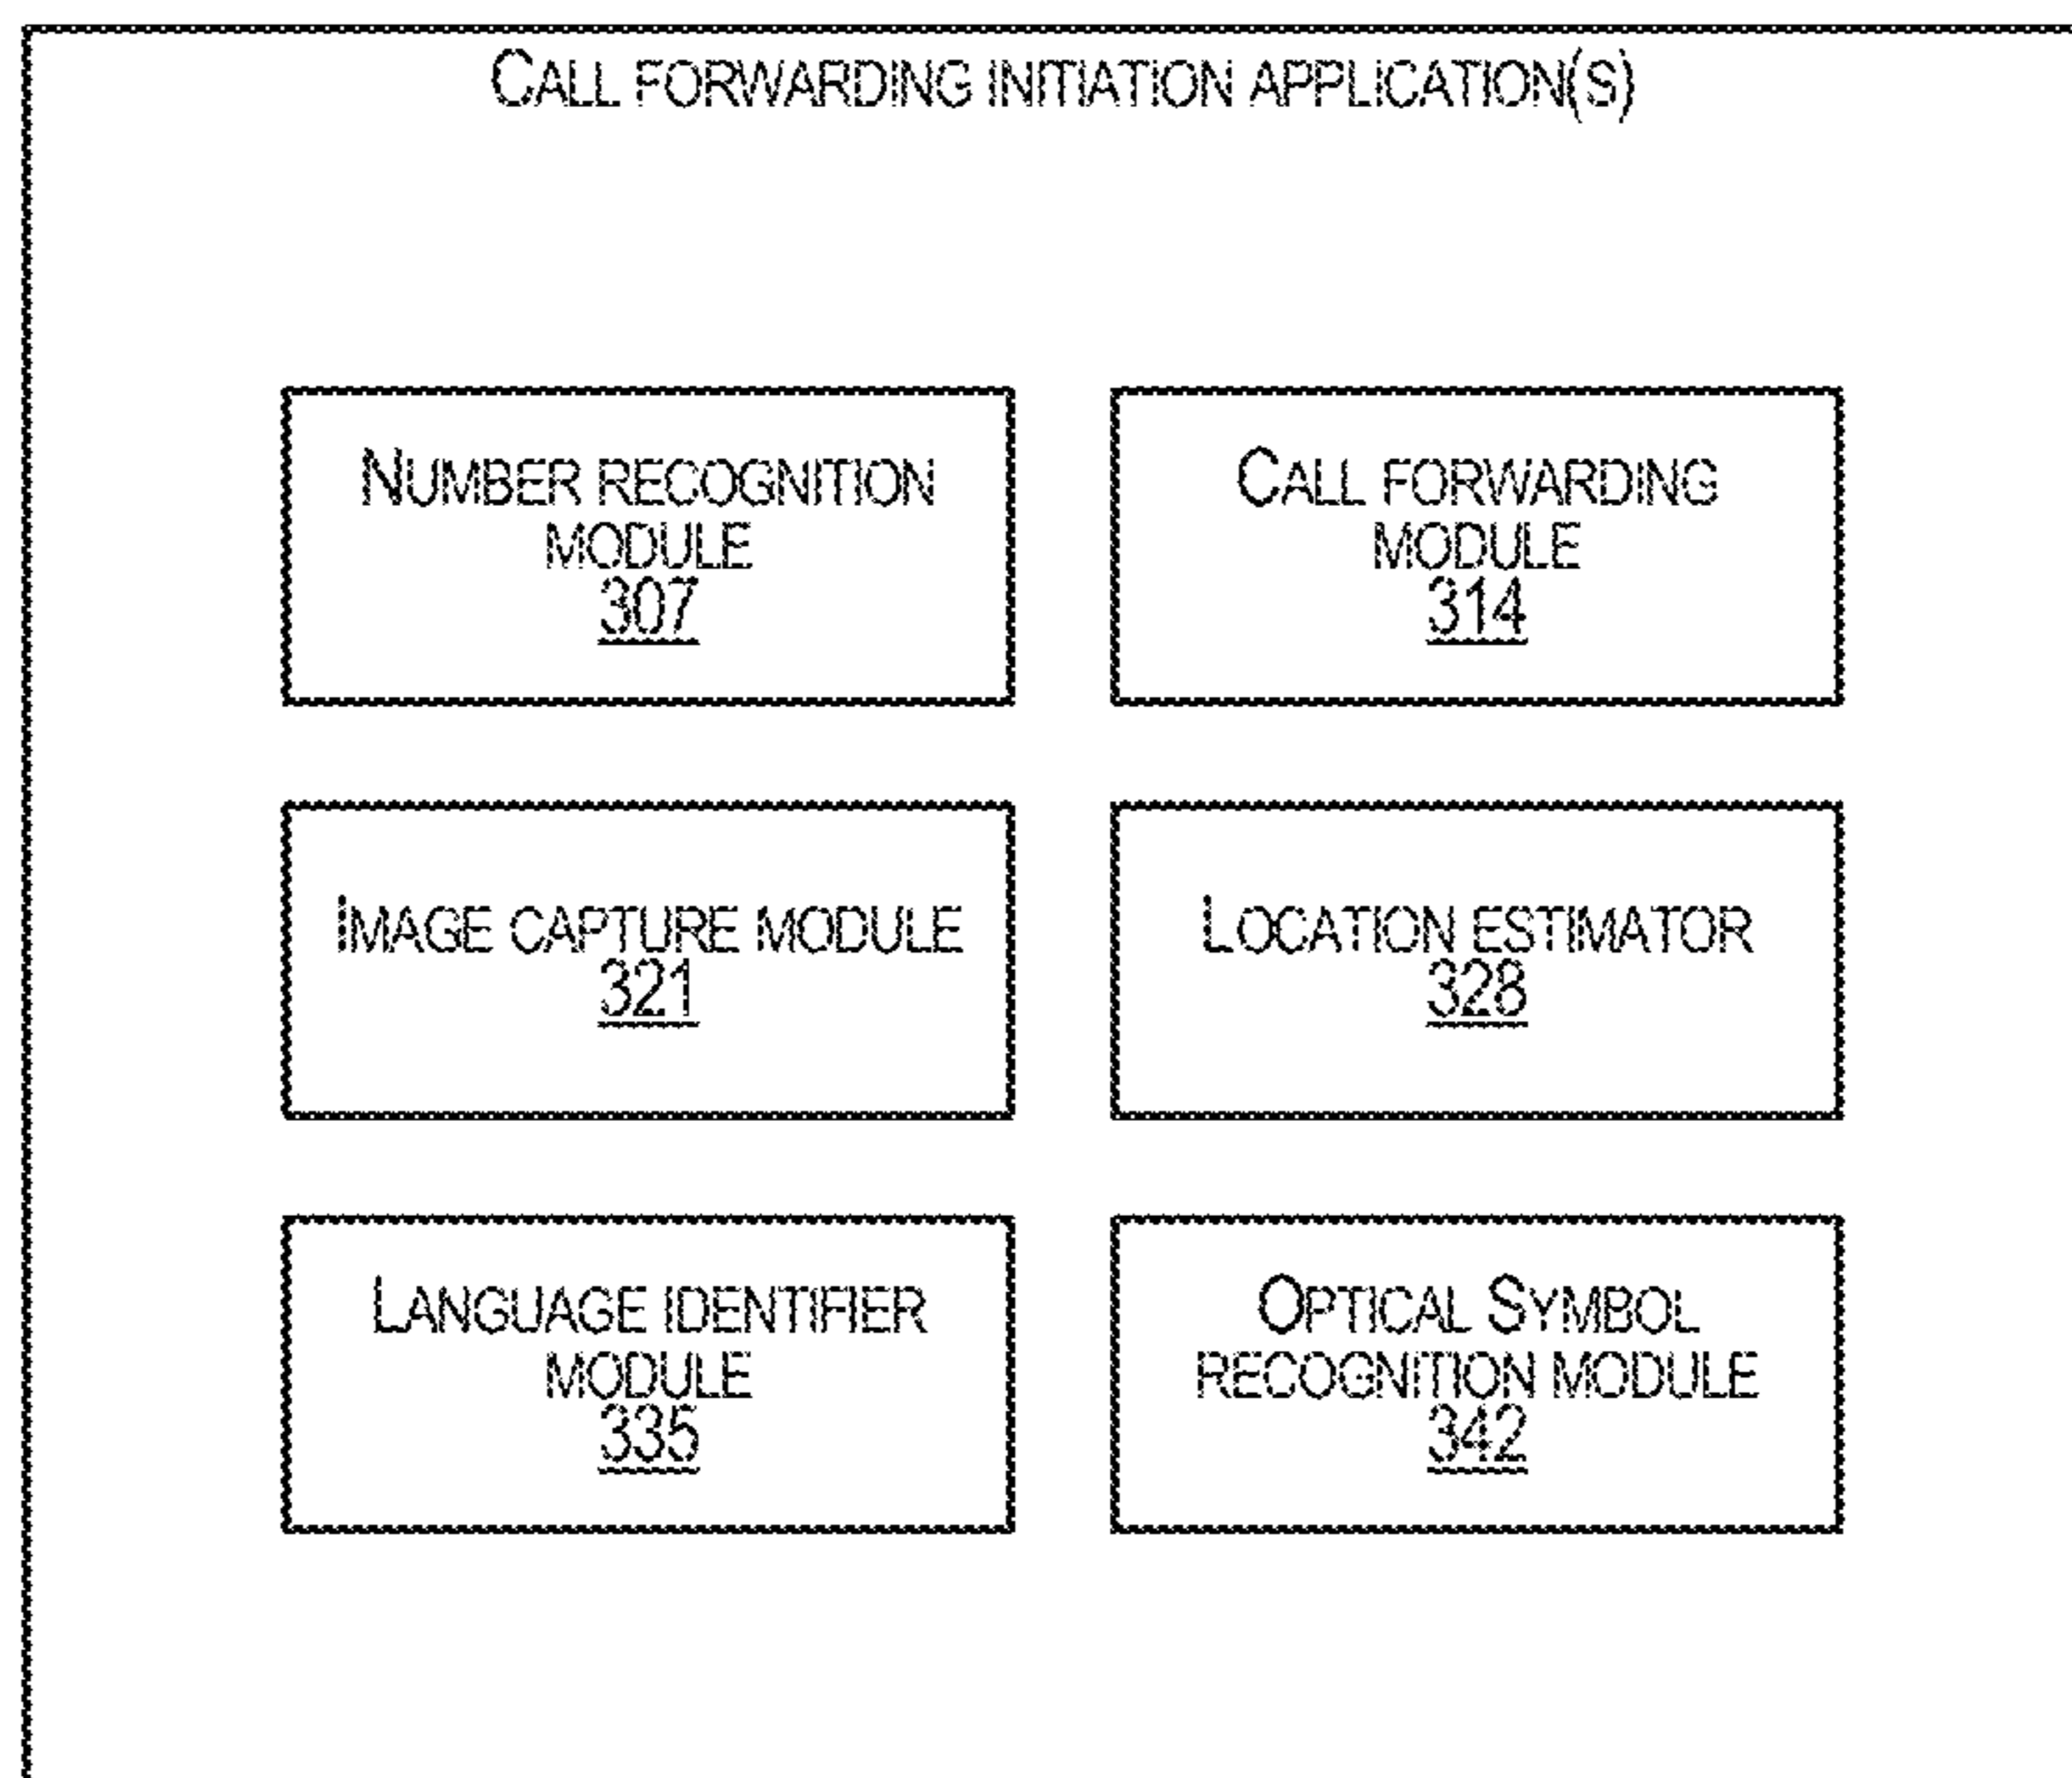 CALL FORWARDING INITIATION APPLICATION(S)
NUMBER RECOGNITION
MODULE
307
CALL FORWARDING
MODULE
314
IMAGE CAPTURE MODULE
321
LOCATION ESTIMATOR
328
LANGUAGE IDENTIFIER
MODULE
335
OPTICAL SYMBOL
RECOGNITION MODULE
342